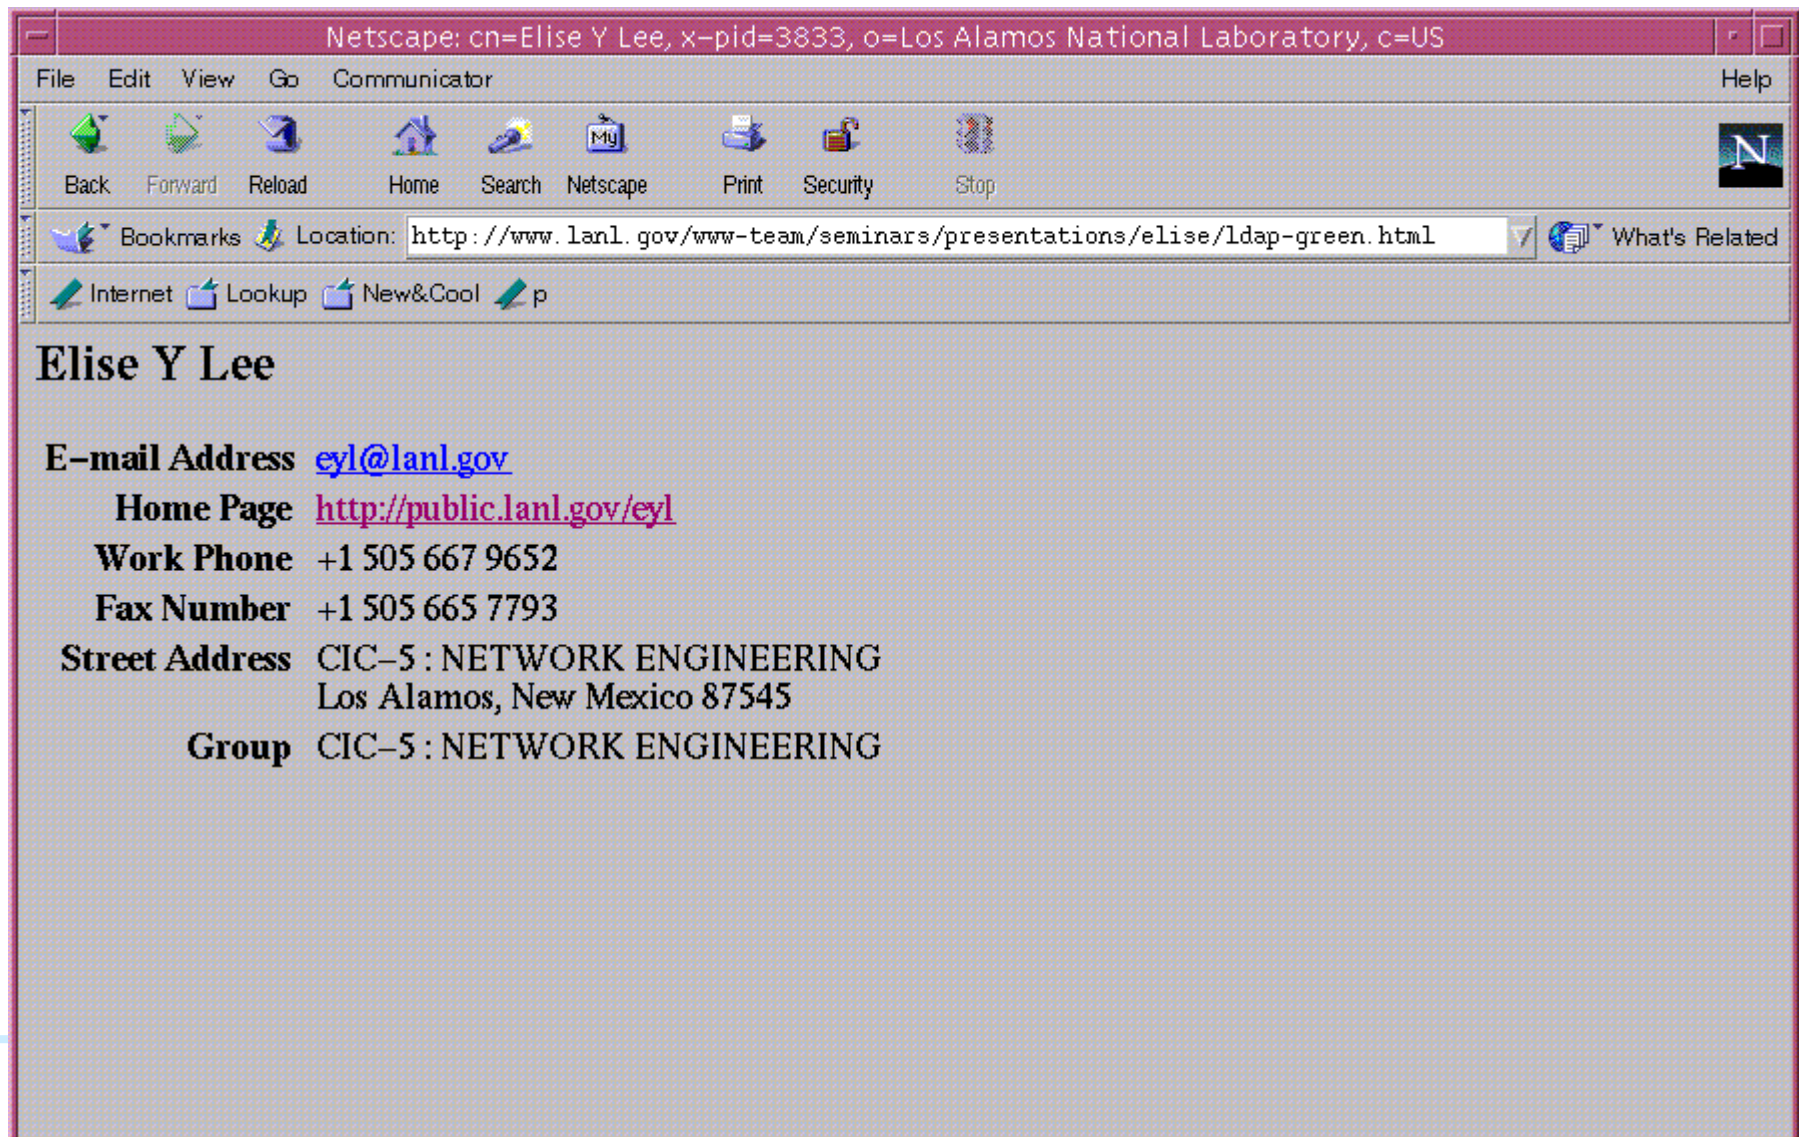 Netscape: cn=Elise Y Lee, x-pid=3833, o=Los Alamos National Laboratory, c=US
File Edit View Go Communicator Help
My N
Back Forward Reload Home Search Netscape Print Security Stop
Bookmarks Location: http://www.lanl.gov/www-team/seminars/presentations/elise/ldap-green.html What's Related
Internet Lookup New&Cool p
Elise Y Lee
E-mail Address eyl@lanl.gov
Home Page http://public.lanl.gov/eyl
Work Phone +1 505 667 9652
Fax Number +1 505 665 7793
Street Address CIC-5 : NETWORK ENGINEERING
Los Alamos, New Mexico 87545
Group CIC-5 : NETWORK ENGINEERING